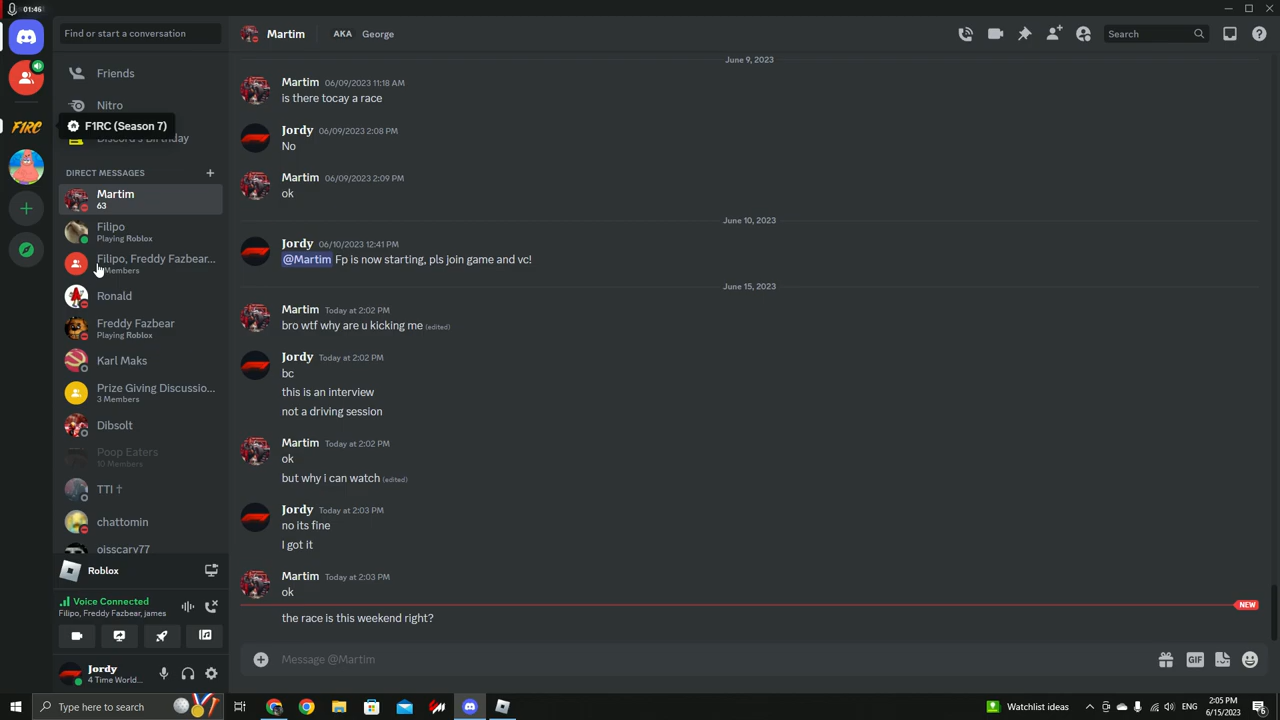 01:46
Find or start a conversation
Martim
AKA
George
Search
Friends
Nitro
F1RC
F1RC (Season 7)
Discord's Birthday
DIRECT MESSAGES
Martim
63
Filipo
Playing Roblox
Filipo, Freddy Fazbear...
Members
Ronald
Freddy Fazbear
Playing Roblox
Karl Maks
Prize Giving Discussio...
3 Members
Dibsolt
Poop Eaters
10 Members
TTI †
chattomin
oisscary77
Roblox
Voice Connected
Filipo, Freddy Fazbear, james
Jordy
4 Time World...
June 9, 2023
Martim 06/09/2023 11:18 AM
is there tocay a race
Jordy 06/09/2023 2:08 PM
No
Martim 06/09/2023 2:09 PM
ok
June 10, 2023
Jordy 06/10/2023 12:41 PM
@Martim Fp is now starting, pls join game and vc!
June 15, 2023
Martim Today at 2:02 PM
bro wtf why are u kicking me (edited)
Jordy Today at 2:02 PM
bc
this is an interview
not a driving session
Martim Today at 2:02 PM
ok
but why i can watch (edited)
Jordy Today at 2:03 PM
no its fine
I got it
Martim Today at 2:03 PM
ok
NEW
the race is this weekend right?
Message @Martim
GIF
Type here to search
Watchlist ideas
ENG
2:05 PM
6/15/2023